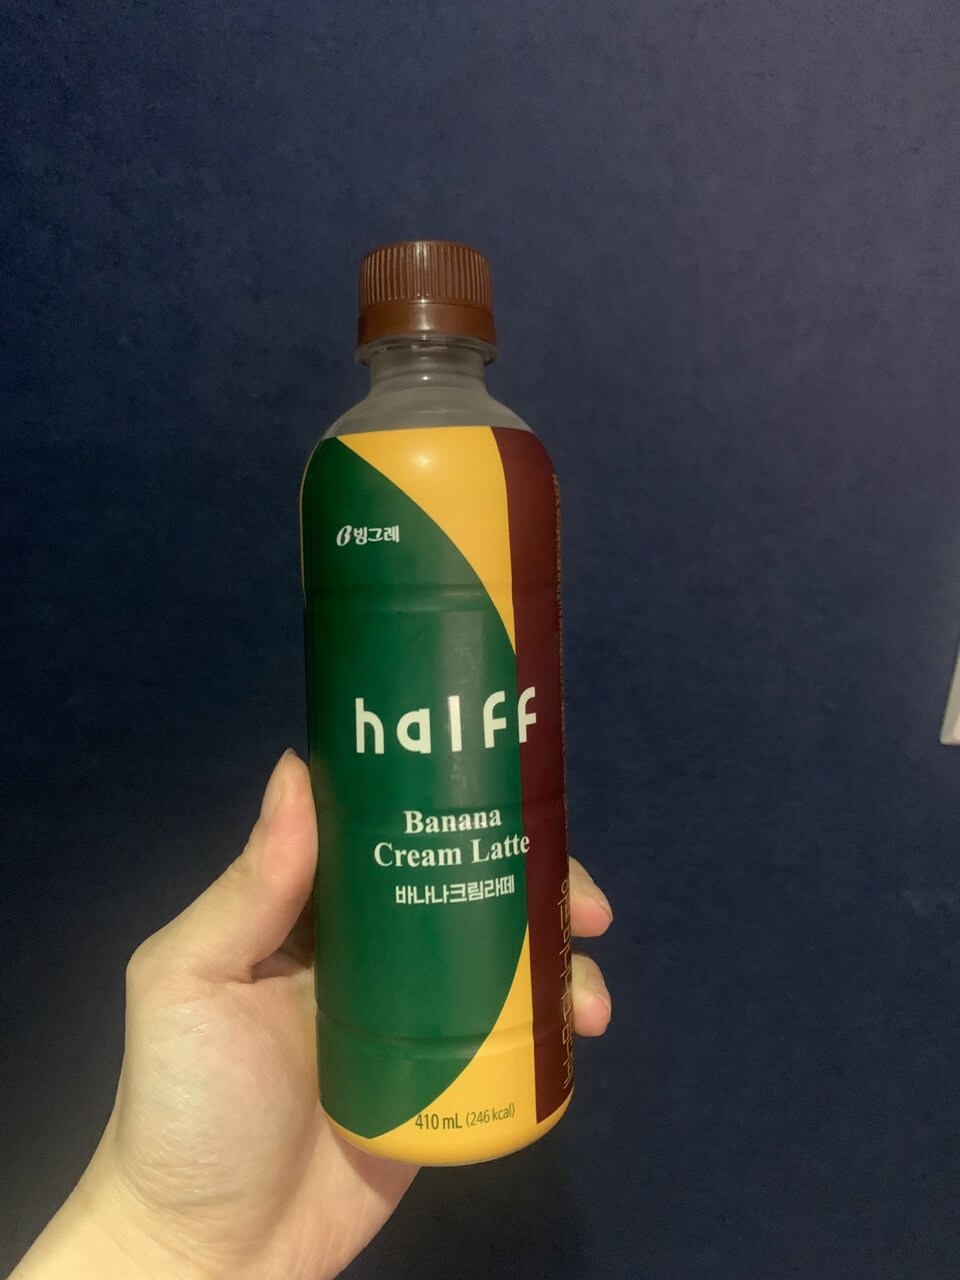 빙그레
halff
Banana
Cream Latte
바나나크림라떼
410 mL (246 kcal)